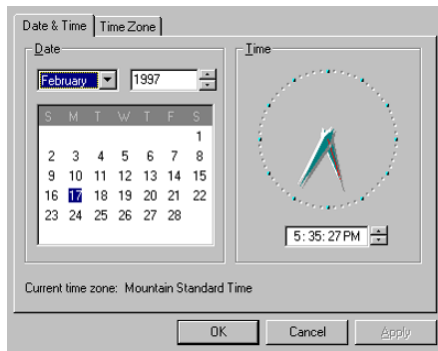 Date & Time Time Zone
Date
February 1997
S M T W T F S
1
2 3 4 5 6 7 8
9 10 11 12 13 14 15
16 17 18 19 20 21 22
23 24 25 26 27 28
Time
5:35:27 PM
Current time zone: Mountain Standard Time
OK Cancel Apply